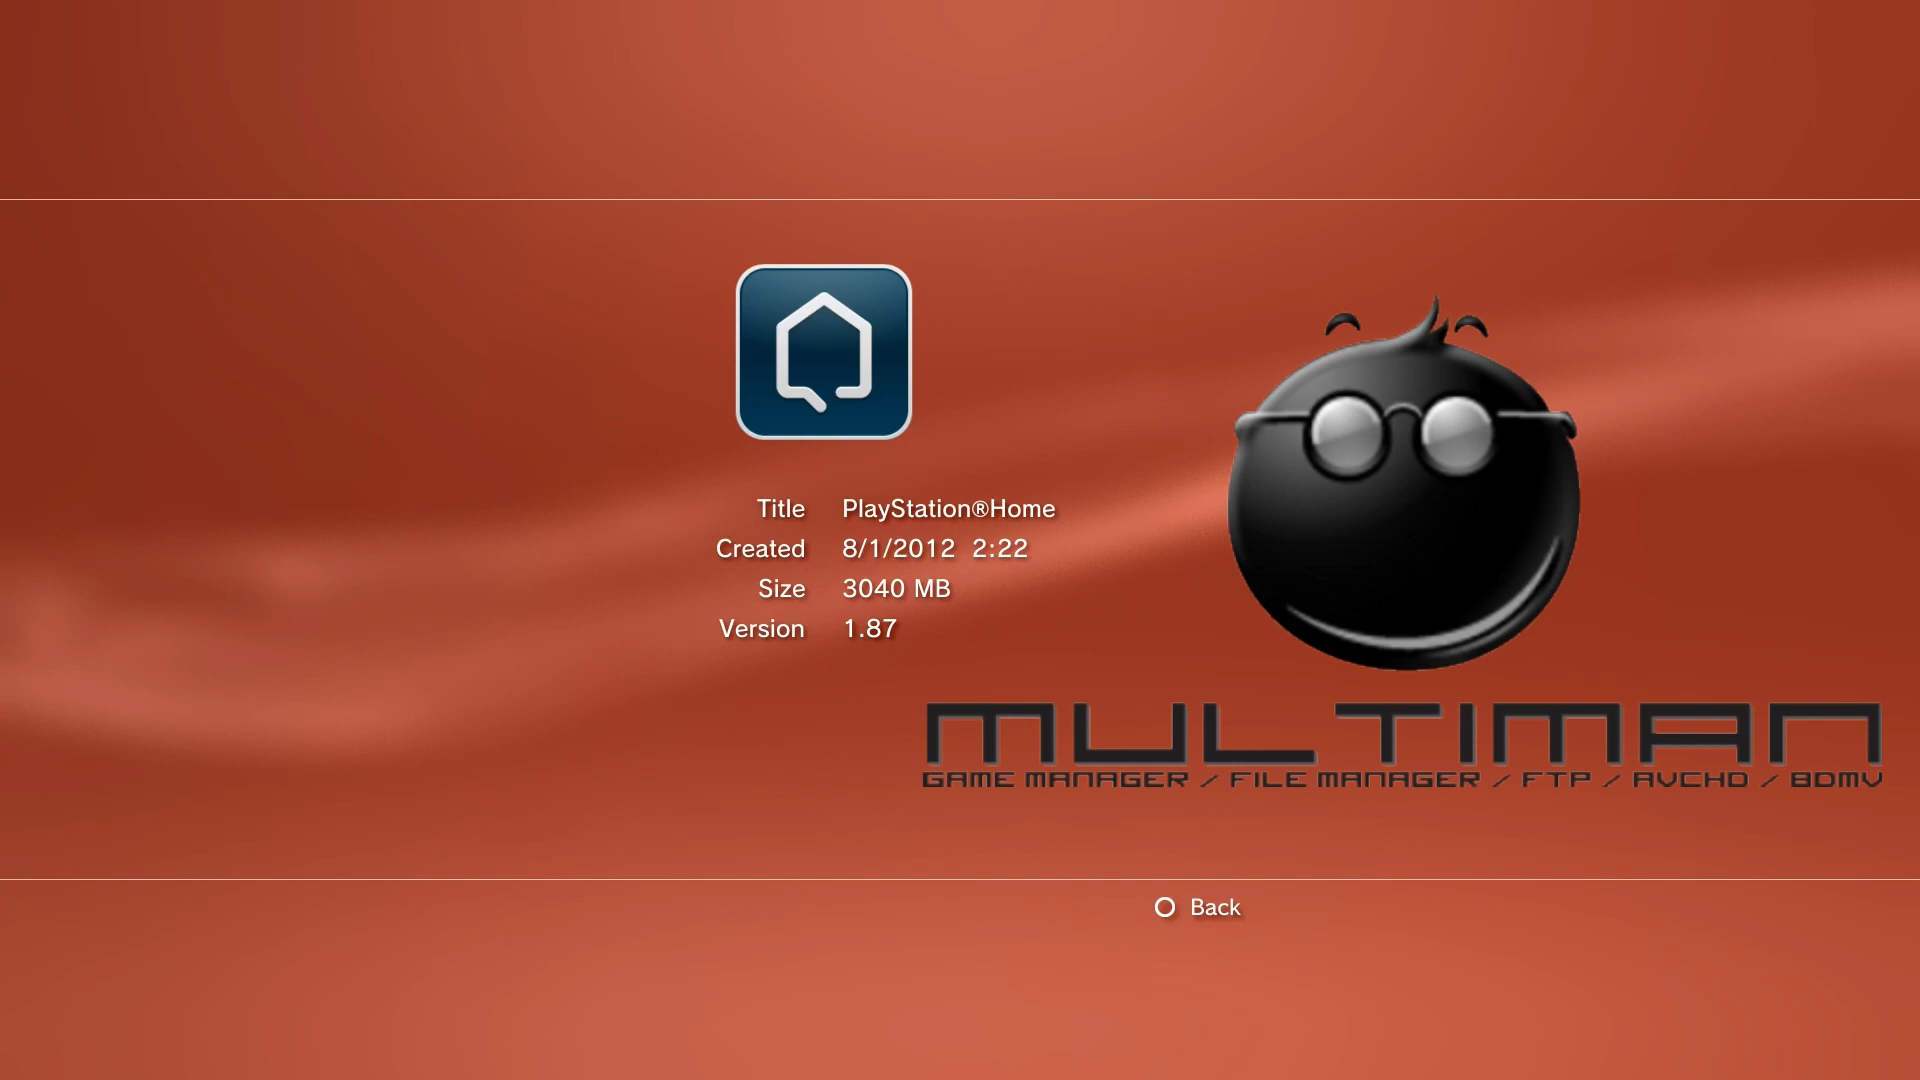 Title PlayStation®Home
Created 8/1/2012 2:22
Size 3040 MB
Version 1.87
MULTIMAN
GAME MANAGER / FILE MANAGER / FTP / AVCHD / BDMV
Back